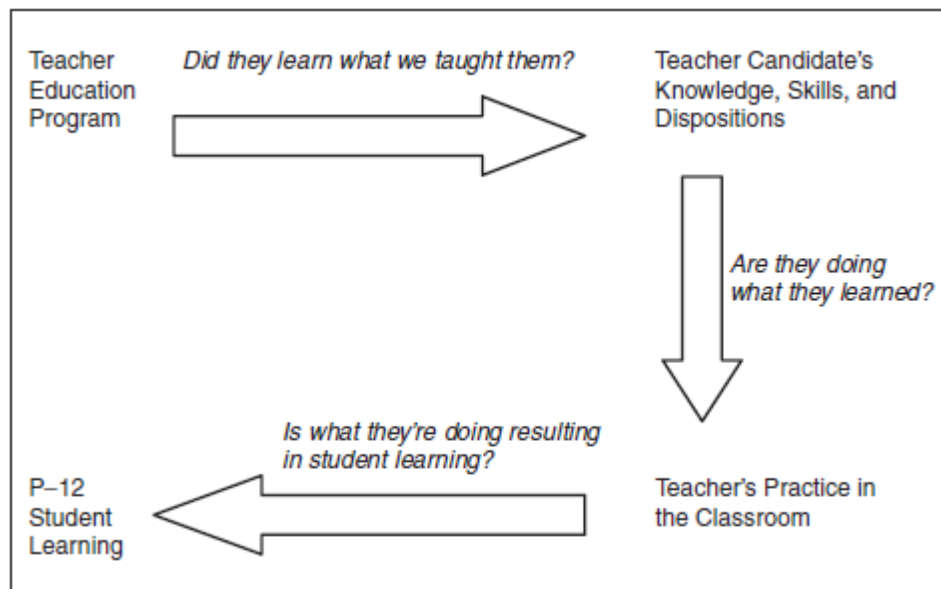 Teacher
Education
Program
Did they learn what we taught them?
Teacher Candidate's
Knowledge, Skills, and
Dispositions
Are they doing
what they learned?
Is what they're doing resulting
in student learning?
P–12
Student
Learning
Teacher's Practice in
the Classroom